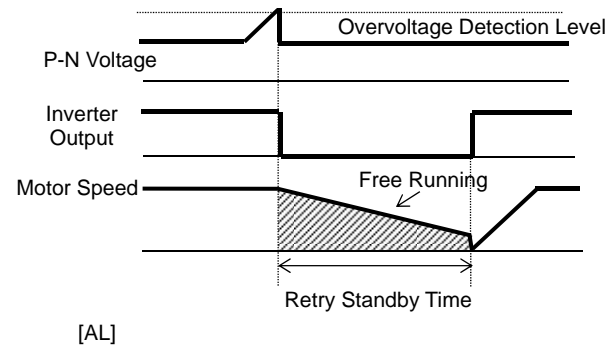 Overvoltage Detection Level
P-N Voltage
Inverter
Output
Motor Speed
Free Running
Retry Standby Time
[AL]